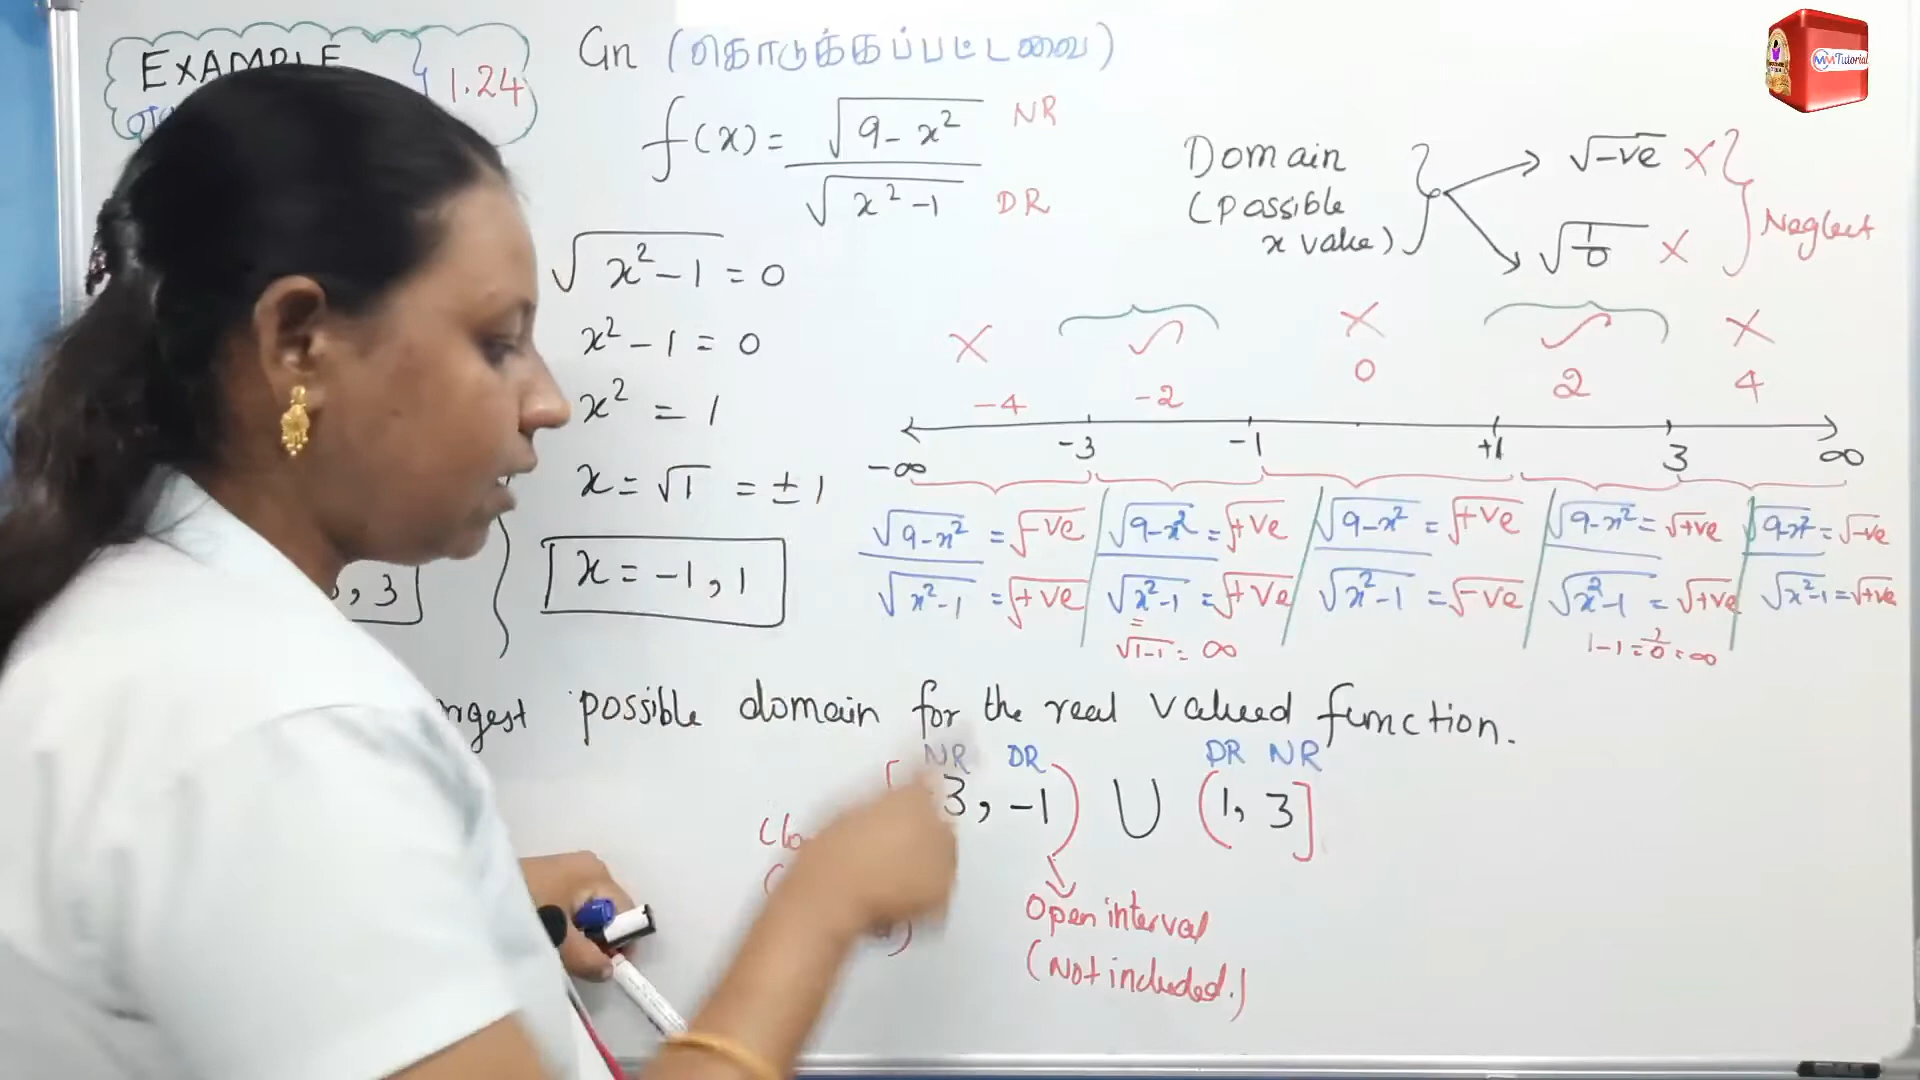 EXAMPLE
1.24
Gn (கொடுக்கப்பட்டவை)
f(x) = √(9-x²) NR
√(x²-1) DR
√(x²-1) = 0
x²-1 = 0
x² = 1
x = √1 = ±1
x = -1, 1
, 3
Domain
(possible
x value)
√-ve X
√(1/0) X
Neglect
X X X
-4 -2 0 2 4
-∞ -3 -1 +1 3 ∞
√(9-x²) = √-ve √(9-x²) = √+ve √(9-x²) = √+ve √(9-x²) = √+ve √(9-x²) = √-ve
√(x²-1) = √+ve √(x²-1) = √+ve √(x²-1) = √-ve √(x²-1) = √+ve √(x²-1) = √+ve
√(1-1) = ∞
1-1 = 1/0 = ∞
possible domain for the real valued function.
NR DR DR NR
[ 3, -1) ∪ (1, 3]
Open interval
(Not included.)
MMTutorial